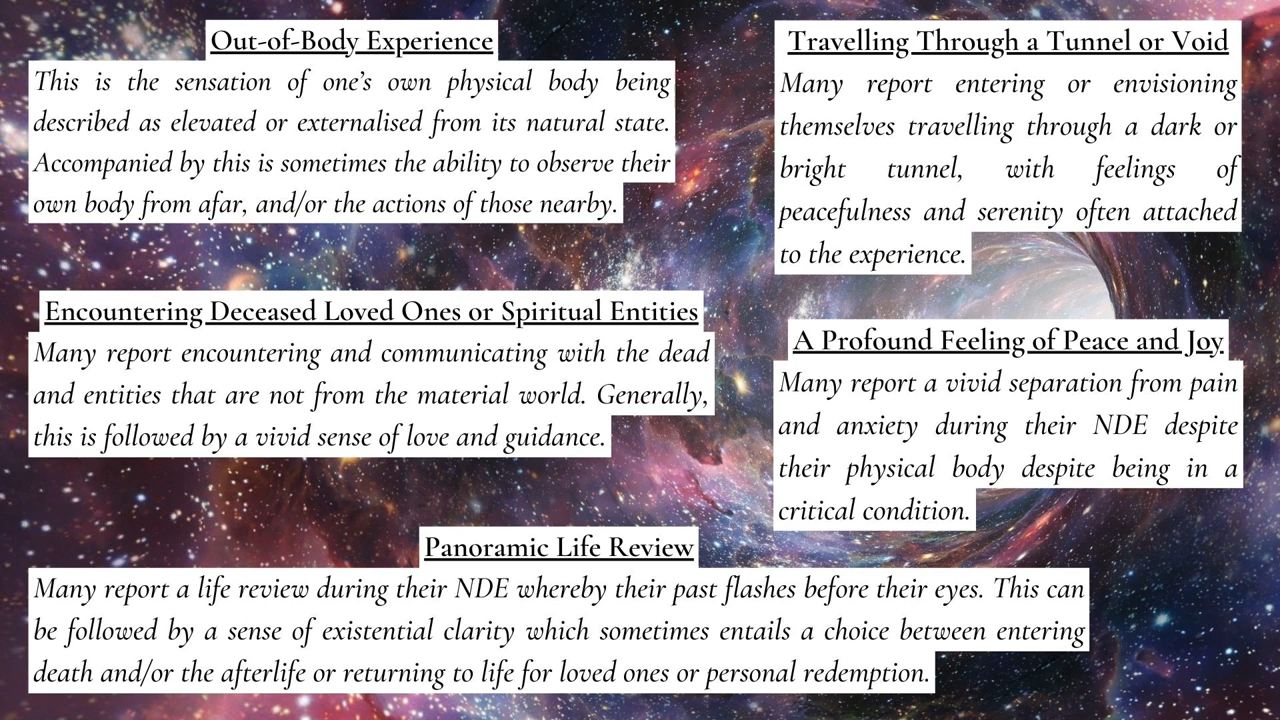 Out-of-Body Experience
This is the sensation of one's own physical body being
described as elevated or externalised from its natural state.
Accompanied by this is sometimes the ability to observe their
own body from afar, and/or the actions of those nearby.
Travelling Through a Tunnel or Void
Many report entering or envisioning
themselves travelling through a dark or
bright tunnel, with feelings of
peacefulness and serenity often attached
to the experience.
Encountering Deceased Loved Ones or Spiritual Entities
Many report encountering and communicating with the dead
and entities that are not from the material world. Generally,
this is followed by a vivid sense of love and guidance.
A Profound Feeling of Peace and Joy
Many report a vivid separation from pain
and anxiety during their NDE despite
their physical body despite being in a
critical condition.
Panoramic Life Review
Many report a life review during their NDE whereby their past flashes before their eyes. This can
be followed by a sense of existential clarity which sometimes entails a choice between entering
death and/or the afterlife or returning to life for loved ones or personal redemption.